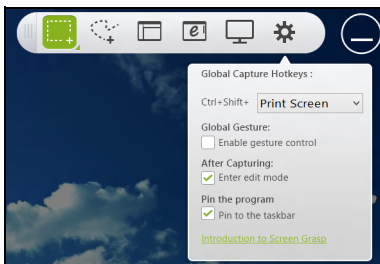 Global Capture Hotkeys :
Ctrl+Shift+ Print Screen
Global Gesture:
Enable gesture control
After Capturing:
Enter edit mode
Pin the program
Pin to the taskbar
Introduction to Screen Grasp